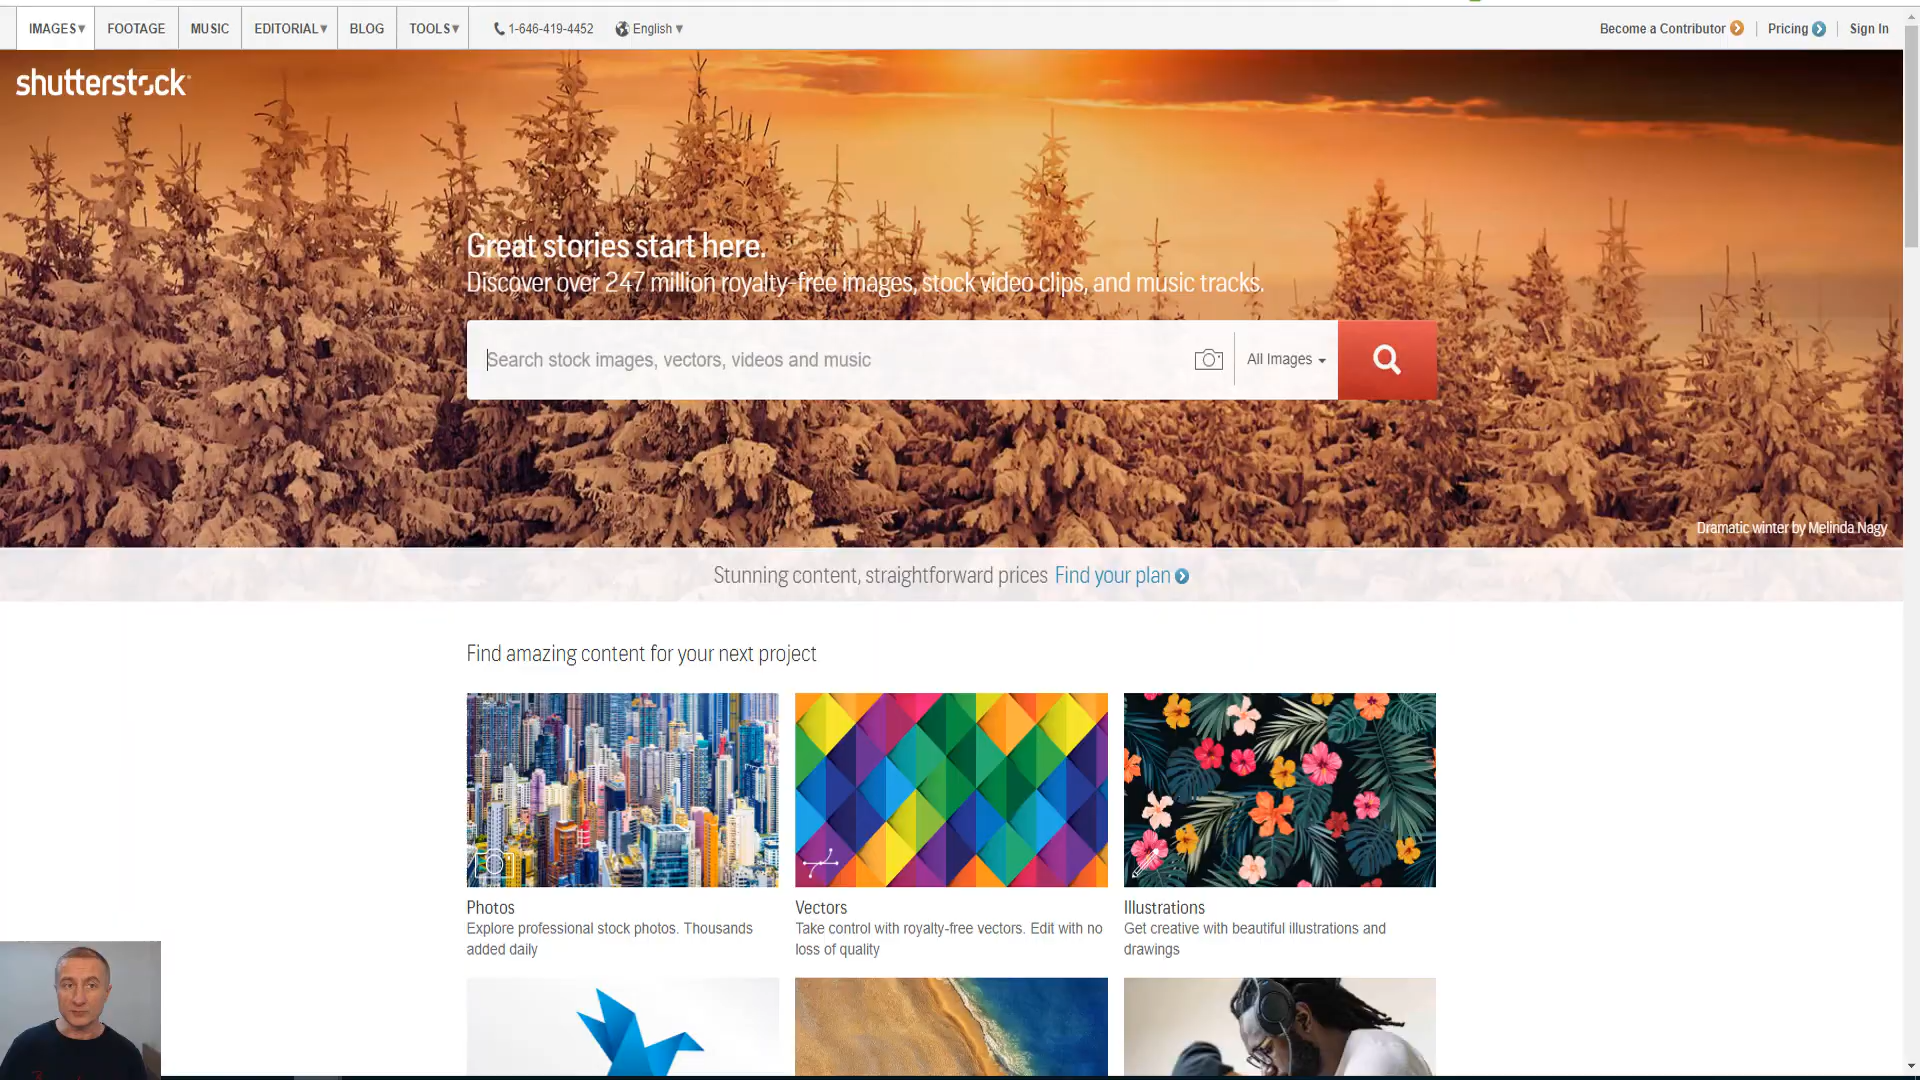 IMAGES▾ FOOTAGE MUSIC EDITORIAL▾ BLOG TOOLS▾ 1-646-419-4452 English ▾ Become a Contributor Pricing Sign In
shutterstock
Great stories start here.
Discover over 247 million royalty-free images, stock video clips, and music tracks.
Search stock images, vectors, videos and music All Images
Dramatic winter by Melinda Nagy
Stunning content, straightforward prices Find your plan
Find amazing content for your next project
Photos
Explore professional stock photos. Thousands
added daily
Vectors
Take control with royalty-free vectors. Edit with no
loss of quality
Illustrations
Get creative with beautiful illustrations and
drawings